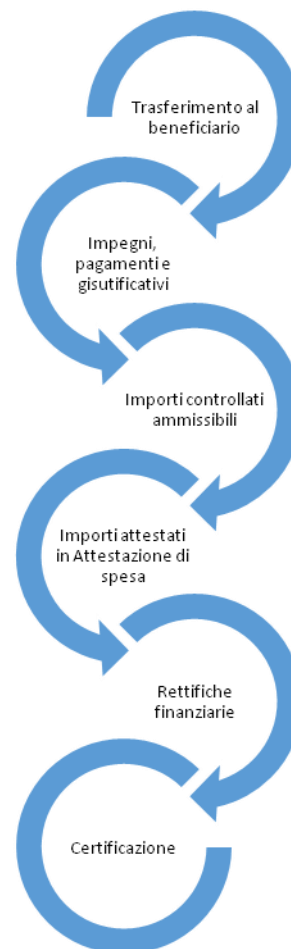 Trasferimento al
beneficiario
Impegni,
pagamenti e
gisutificativi
Importi controllati
ammissibili
Importi attestati
in Attestazione di
spesa
Rettifiche
finanziarie
Certificazione